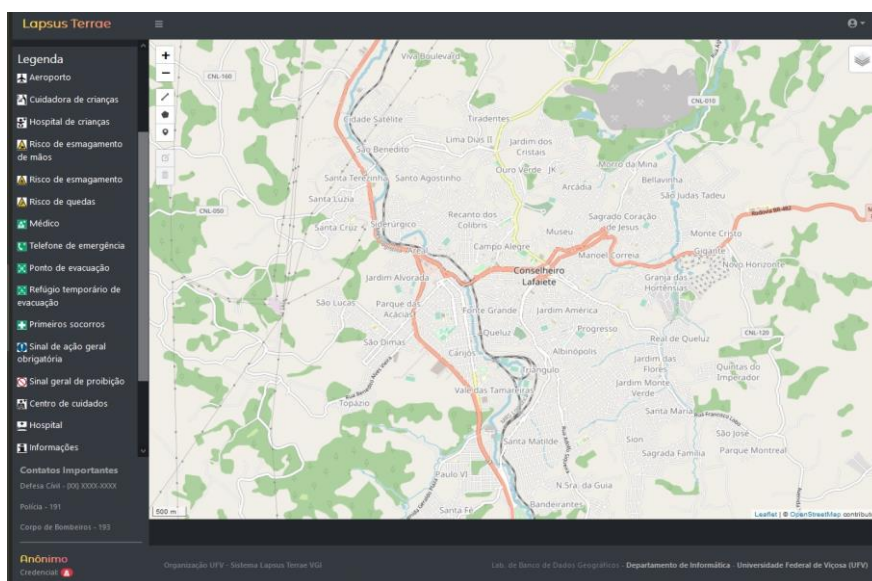 Lapsus Terrae
Legenda
Aeroporto
Cuidadora de crianças
Hospital de crianças
Risco de esmagamento
de mãos
Risco de esmagamento
Risco de quedas
Médico
Telefone de emergência
Ponto de evacuação
Refúgio temporário de
evacuação
Primeiros socorros
Sinal de ação geral
obrigatória
Sinal geral de proibição
Centro de cuidados
Hospital
Informações
Contatos Importantes
Defesa Civil - (XX) XXXX-XXXX
Polícia - 191
Corpo de Bombeiros - 193
Anônimo
Credencial:
+
−
Viva Boulevard
CNL-160
CNL-010
Cidade Satélite
Tiradentes
Lima Dias II
Jardim dos
Cristais
São Benedito
Morro da Mina
Ouro Verde - JK
Santa Terezinha
Santo Agostinho
Bellavinha
Arcádia
São Judas Tadeu
Santa Luzia
CNL-050
Recanto dos
Colibris
Sagrado Coração
de Jesus
Rodovia MG-482
Santa Cruz
Siderúrgico
Museu
Monte Cristo
Campo Alegre
Manoel Correia
Gigante
Novo Horizonte
Areal
Conselheiro
Lafaiete
Jardim Alvorada
Granja das
Hortênsias
São Lucas
Parque das
Acácias
Fonte Grande
Jardim América
Queluz
Progresso
Real de Queluz
CNL-120
São Dimas
Carijós
Albinópolis
Triângulo
Jardim das
Flores
Quintas do
Imperador
Jardim Monte
Verde
Vale das Tamareiras
Topázio
Santa Maria
Rua Francisco Lobo
São José
Santa Matilde
Sion
Parque Montreal
Sagrada Família
Paulo VI
N.Sra. da Guia
Bandeirantes
Santa Fé
500 m
Leaflet | © OpenStreetMap contribut
Organização UFV - Sistema Lapsus Terrae VGI
Lab. de Banco de Dados Geográficos - Departamento de Informática - Universidade Federal de Viçosa (UFV)